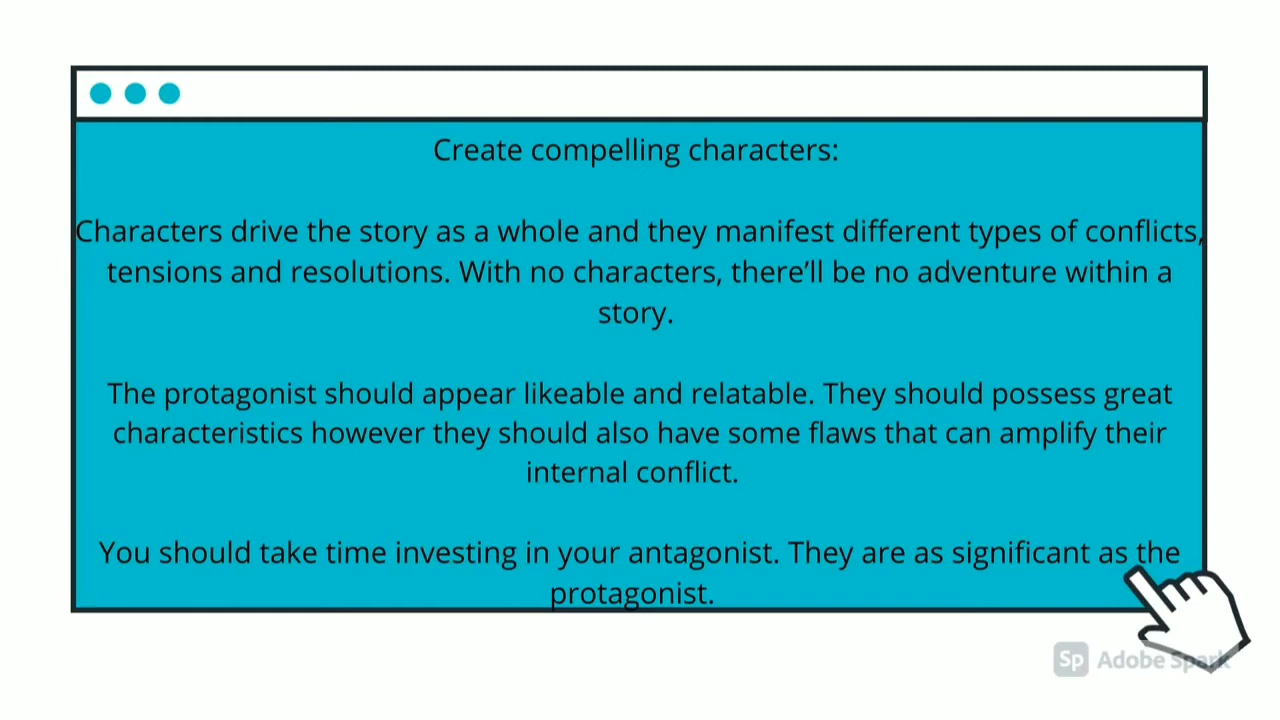 Create compelling characters:
Characters drive the story as a whole and they manifest different types of conflicts,
tensions and resolutions. With no characters, there’ll be no adventure within a
story.
The protagonist should appear likeable and relatable. They should possess great
characteristics however they should also have some flaws that can amplify their
internal conflict.
You should take time investing in your antagonist. They are as significant as the
protagonist.
Sp Adobe Spark